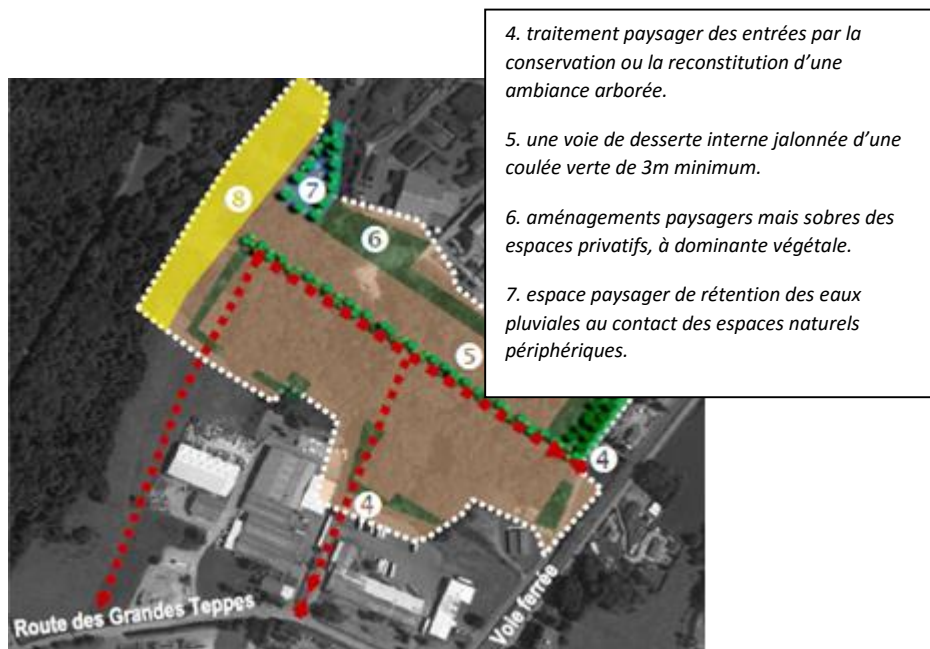 4. traitement paysager des entrées par la
conservation ou la reconstitution d’une
ambiance arborée.
5. une voie de desserte interne jalonnée d’une
coulée verte de 3m minimum.
6. aménagements paysagers mais sobres des
espaces privatifs, à dominante végétale.
7. espace paysager de rétention des eaux
pluviales au contact des espaces naturels
périphériques.
8
7
6
5
4
4
Route des Grandes Teppes
Voie ferrée